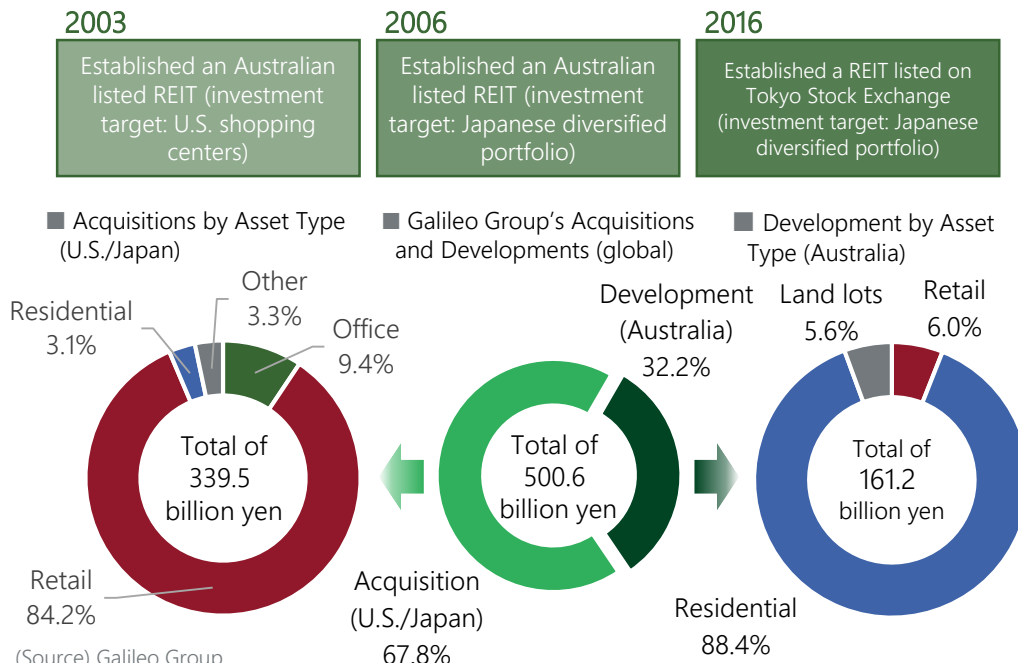 2003
Established an Australian
listed REIT (investment
target: U.S. shopping
centers)
2006
Established an Australian
listed REIT (investment
target: Japanese diversified
portfolio)
2016
Established a REIT listed on
Tokyo Stock Exchange
(investment target: Japanese
diversified portfolio)
Acquisitions by Asset Type
(U.S./Japan)
Other
3.3%
Residential
3.1%
Office
9.4%
Total of
339.5
billion yen
Retail
84.2%
(Source) Galileo Group
Galileo Group's Acquisitions
and Developments (global)
Development
(Australia)
32.2%
Total of
500.6
billion yen
Acquisition
(U.S./Japan)
67.8%
Development by Asset
Type (Australia)
Land lots
5.6%
Retail
6.0%
Total of
161.2
billion yen
Residential
88.4%